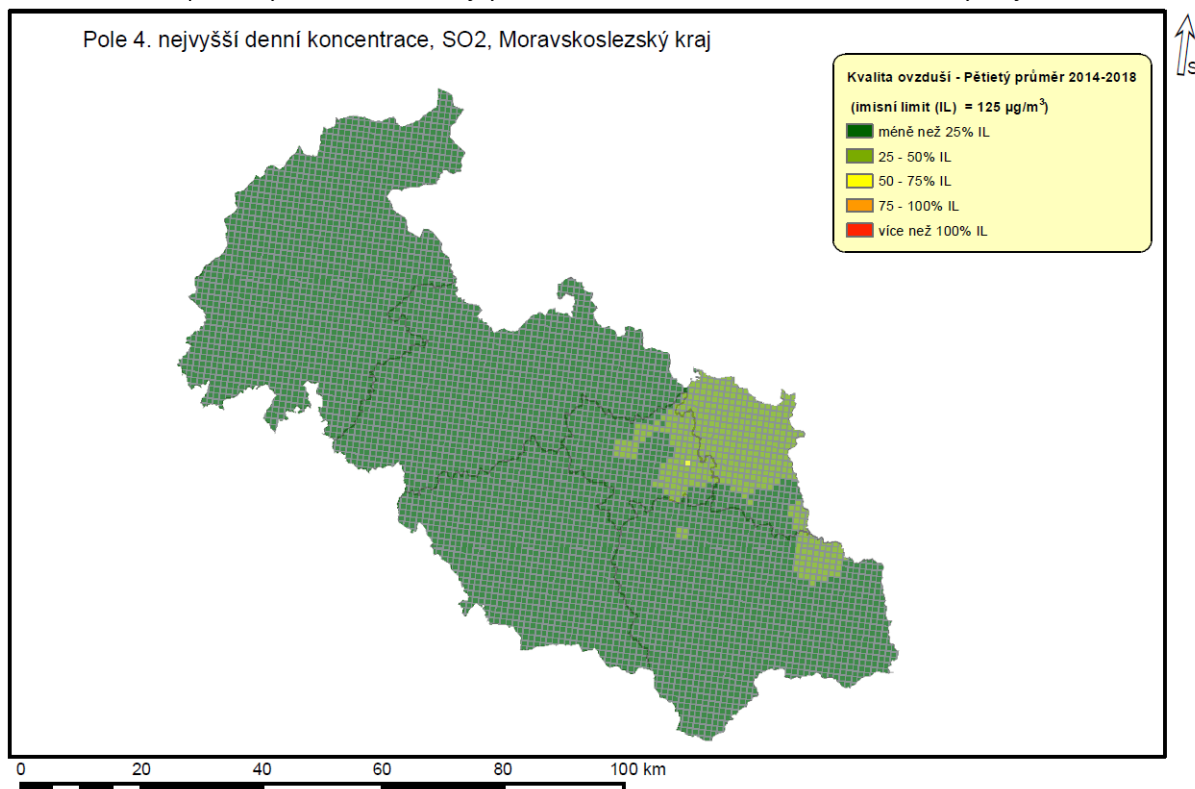 Pole 4. nejvyšší denní koncentrace, SO2, Moravskoslezský kraj
S
Kvalita ovzduší - Pětietý průměr 2014-2018
(imisní limit (IL) = 125 µg/m³)
méně než 25% IL
25 - 50% IL
50 - 75% IL
75 - 100% IL
více než 100% IL
0 20 40 60 80 100 km